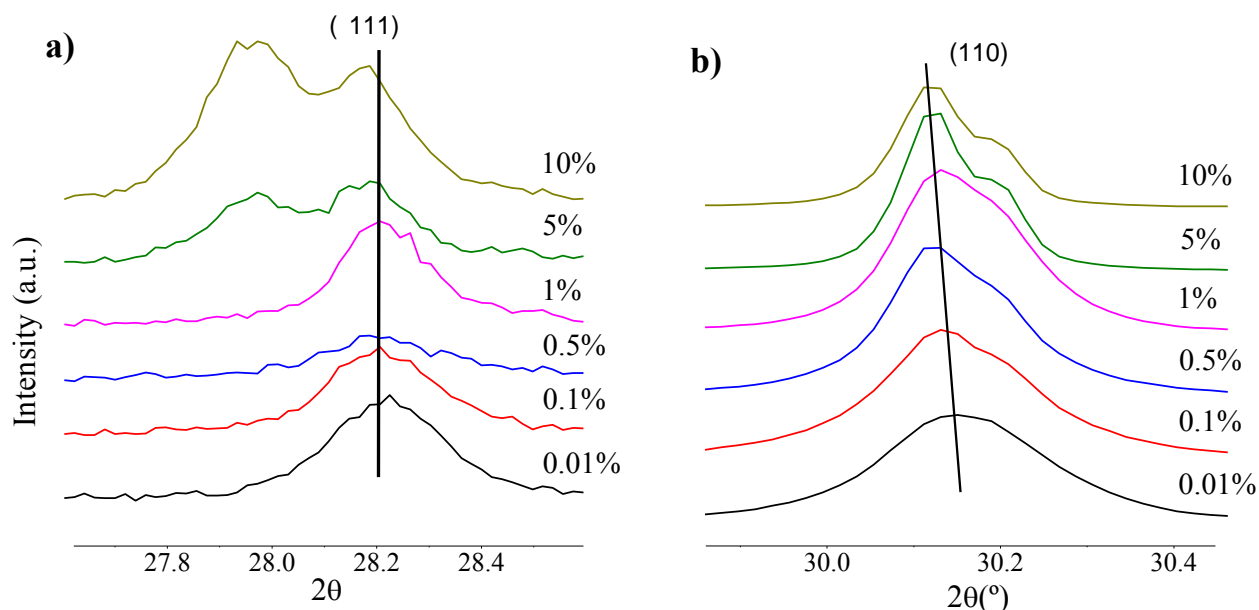 a)
( 111)
10%
5%
1%
0.5%
0.1%
0.01%
Intensity (a.u.)
27.8 28.0 28.2 28.4
2θ
b)
(110)
10%
5%
1%
0.5%
0.1%
0.01%
30.0 30.2 30.4
2θ(º)